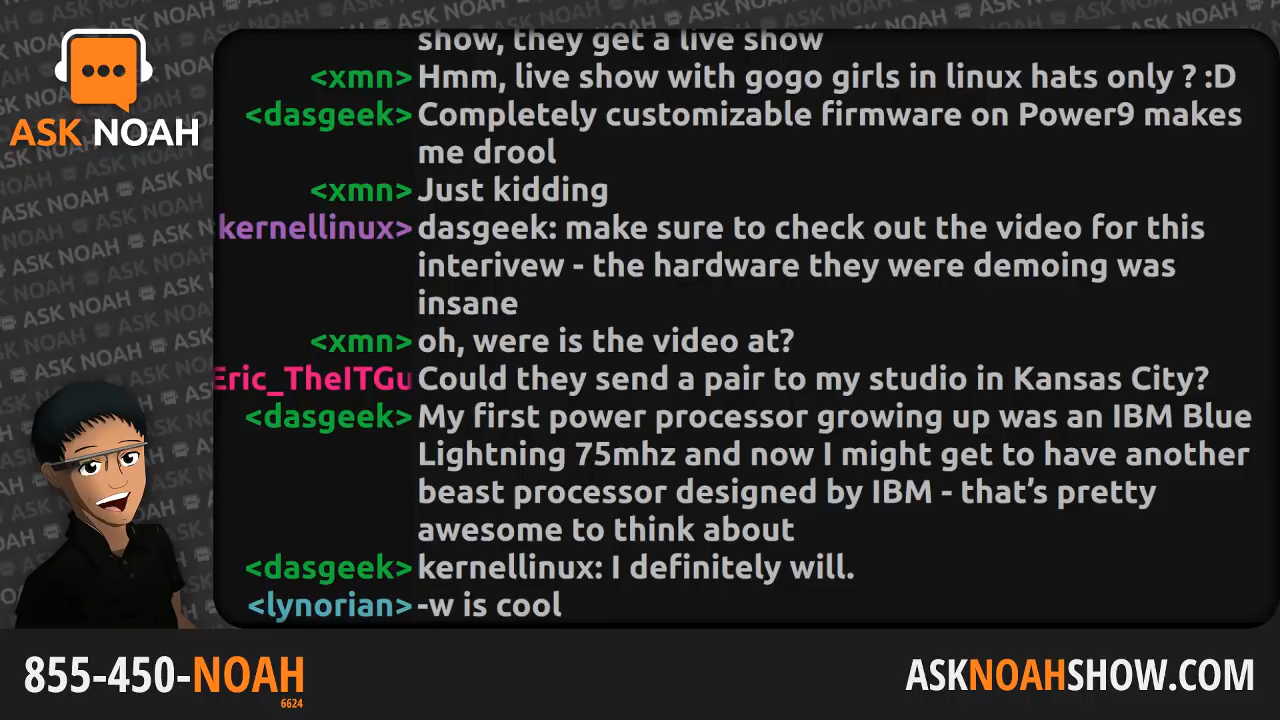 ASK NOAH
show, they get a live show
<xmn> Hmm, live show with gogo girls in linux hats only ? :D
<dasgeek> Completely customizable firmware on Power9 makes
me drool
<xmn> Just kidding
kernellinux> dasgeek: make sure to check out the video for this
interivew - the hardware they were demoing was
insane
<xmn> oh, were is the video at?
Eric_TheITGu Could they send a pair to my studio in Kansas City?
<dasgeek> My first power processor growing up was an IBM Blue
Lightning 75mhz and now I might get to have another
beast processor designed by IBM - that's pretty
awesome to think about
<dasgeek> kernellinux: I definitely will.
<lynorian> -w is cool
855-450-NOAH
6624
ASKNOAHSHOW.COM